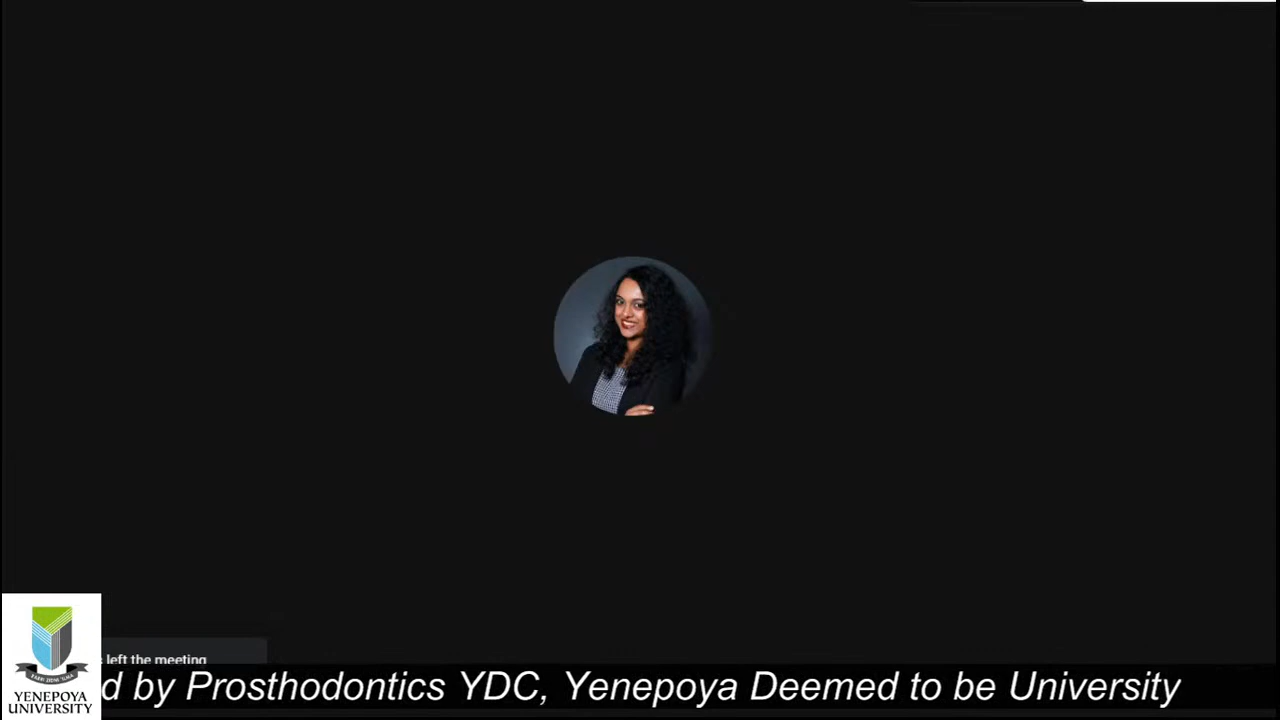 s left the meeting
d by Prosthodontics YDC, Yenepoya Deemed to be University
YENEPOYA
UNIVERSITY